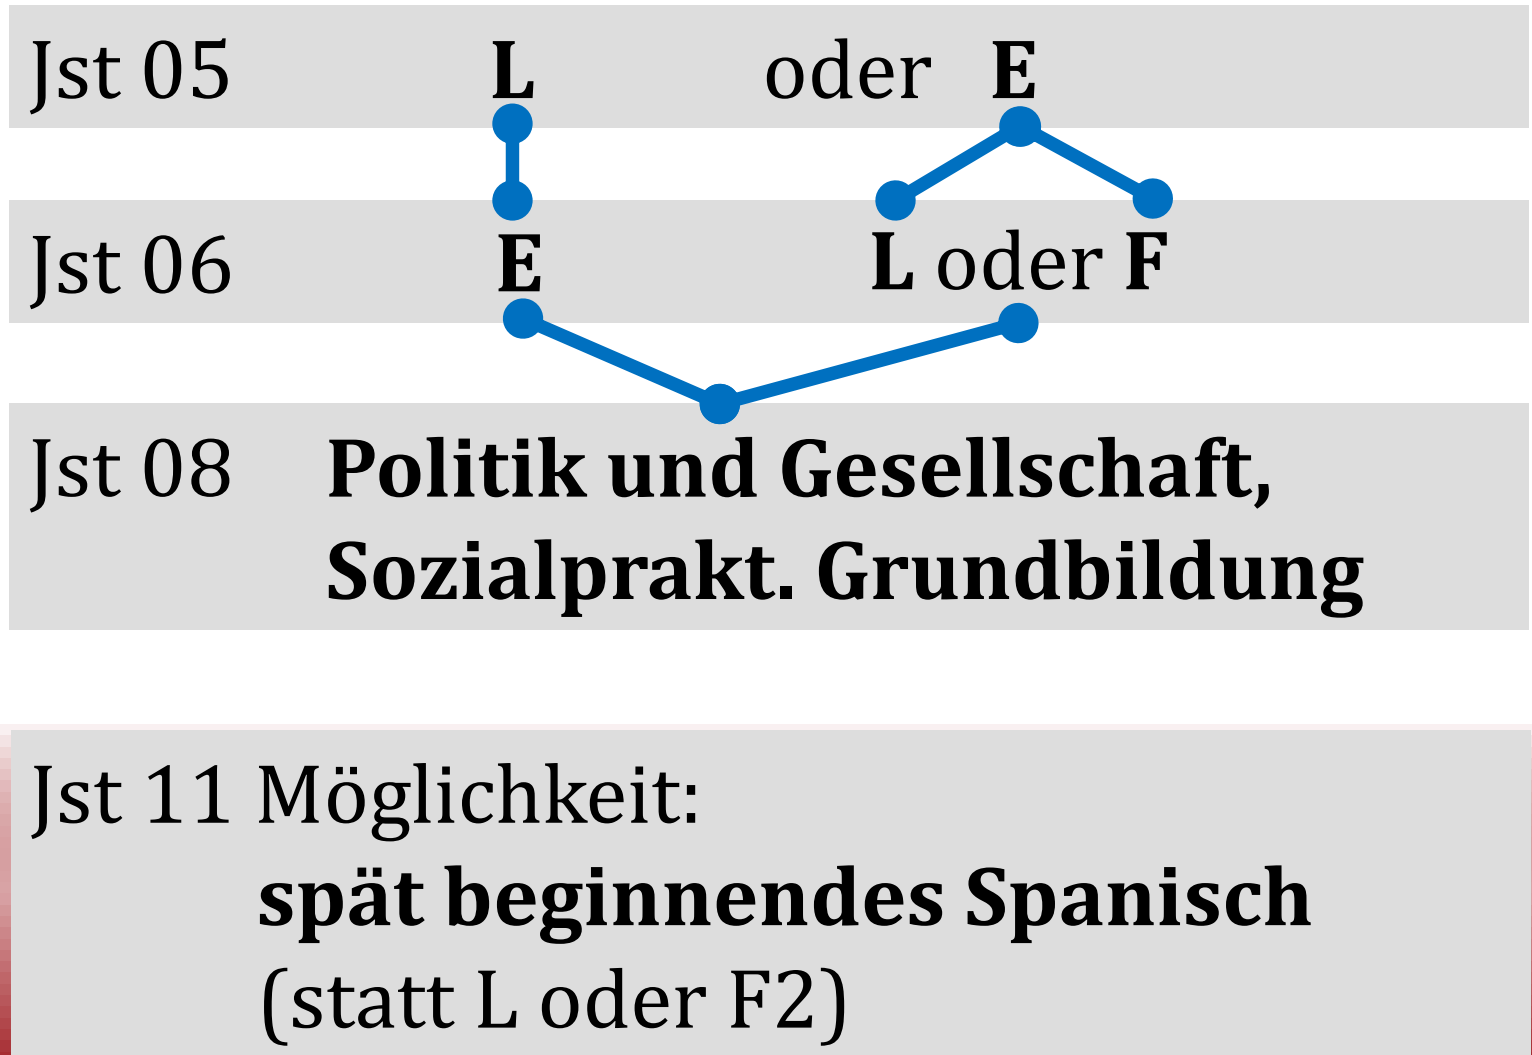 Jst 05 L oder E
Jst 06 E L oder F
Jst 08 Politik und Gesellschaft,
Sozialprakt. Grundbildung
Jst 11 Möglichkeit:
spät beginnendes Spanisch
(statt L oder F2)